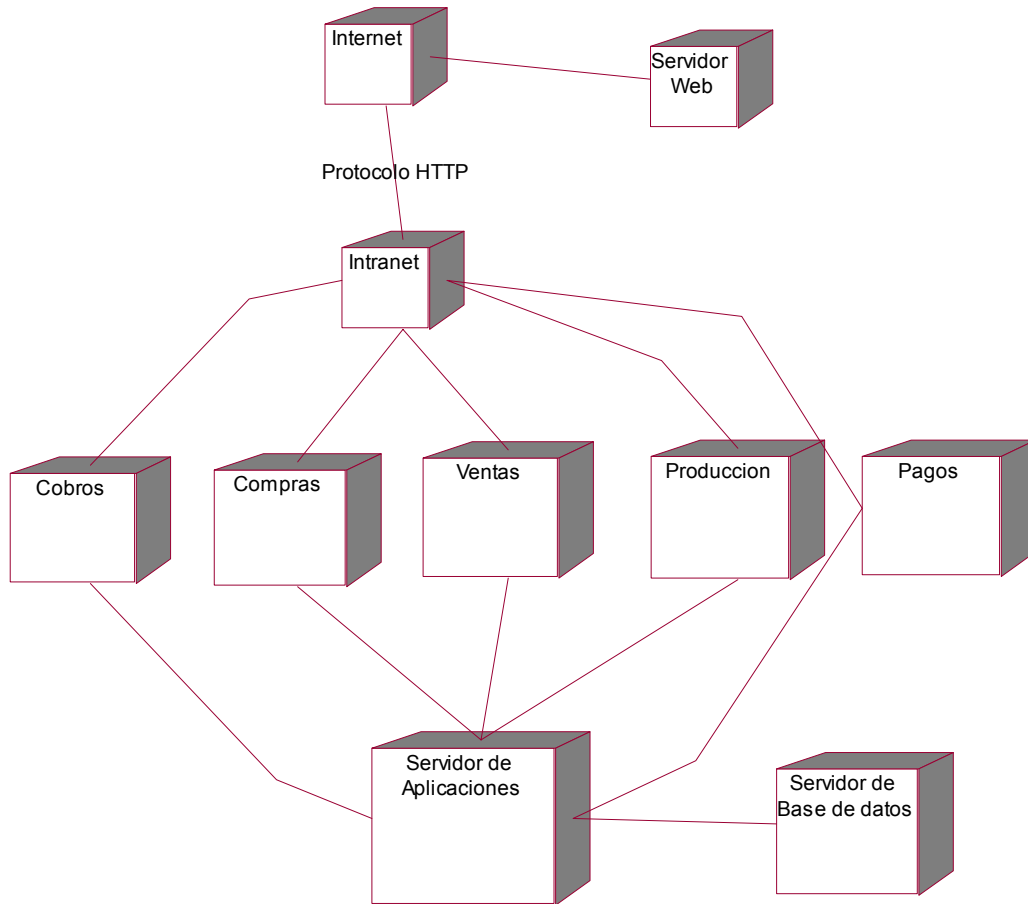 Internet
Servidor
Web
Protocolo HTTP
Intranet
Cobros
Compras
Ventas
Produccion
Pagos
Servidor de
Aplicaciones
Servidor de
Base de datos